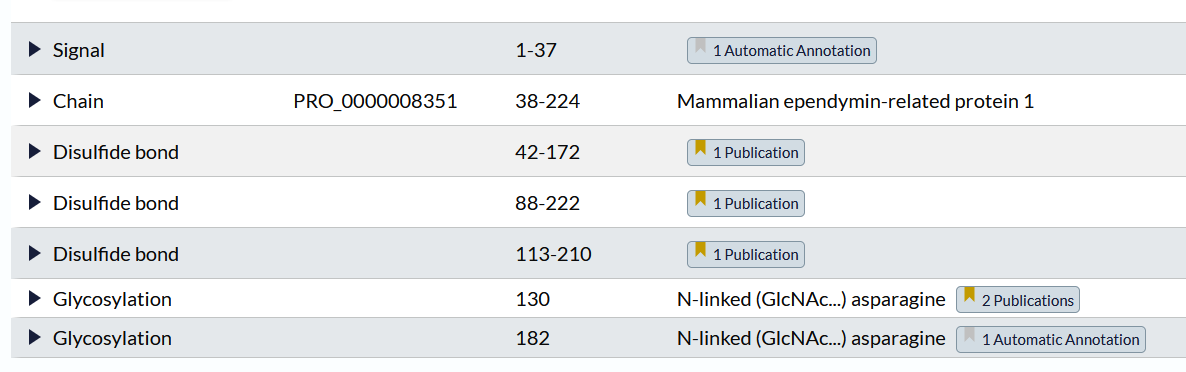 Signal 1-37 1 Automatic Annotation
Chain PRO_0000008351 38-224 Mammalian ependymin-related protein 1
Disulfide bond 42-172 1 Publication
Disulfide bond 88-222 1 Publication
Disulfide bond 113-210 1 Publication
Glycosylation 130 N-linked (GlcNAc...) asparagine 2 Publications
Glycosylation 182 N-linked (GlcNAc...) asparagine 1 Automatic Annotation